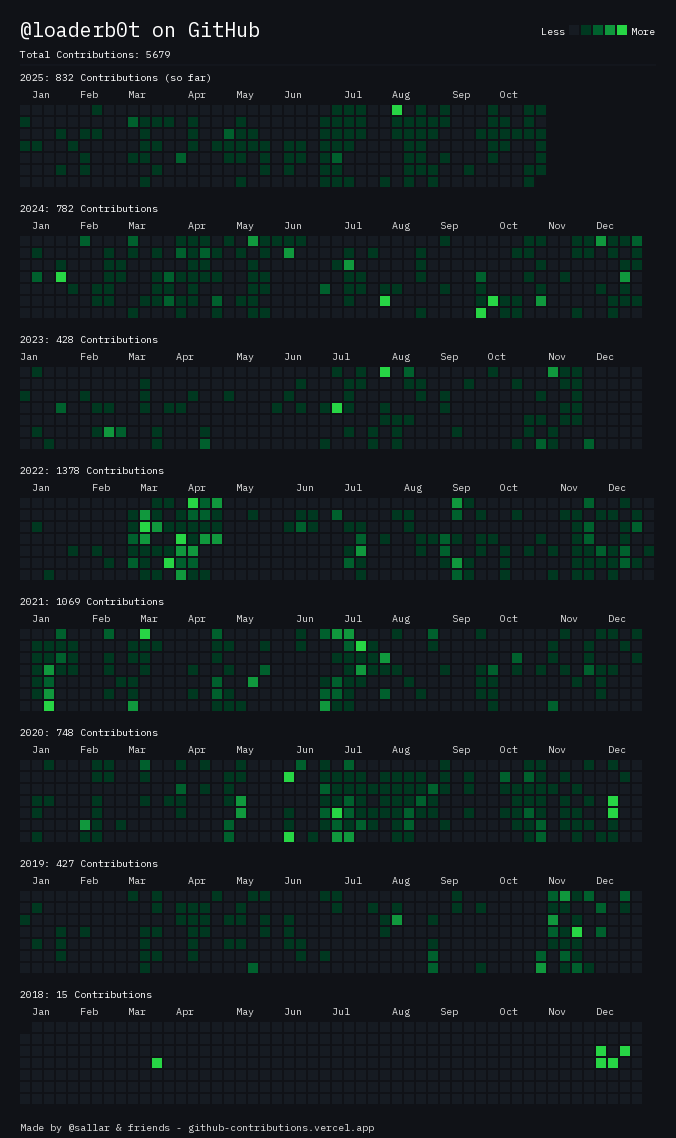 @loaderb0t on GitHub
Less More
Total Contributions: 5679
2025: 832 Contributions (so far)
Jan Feb Mar Apr May Jun Jul Aug Sep Oct
2024: 782 Contributions
Jan Feb Mar Apr May Jun Jul Aug Sep Oct Nov Dec
2023: 428 Contributions
Jan Feb Mar Apr May Jun Jul Aug Sep Oct Nov Dec
2022: 1378 Contributions
Jan Feb Mar Apr May Jun Jul Aug Sep Oct Nov Dec
2021: 1069 Contributions
Jan Feb Mar Apr May Jun Jul Aug Sep Oct Nov Dec
2020: 748 Contributions
Jan Feb Mar Apr May Jun Jul Aug Sep Oct Nov Dec
2019: 427 Contributions
Jan Feb Mar Apr May Jun Jul Aug Sep Oct Nov Dec
2018: 15 Contributions
Jan Feb Mar Apr May Jun Jul Aug Sep Oct Nov Dec
Made by @sallar & friends - github-contributions.vercel.app